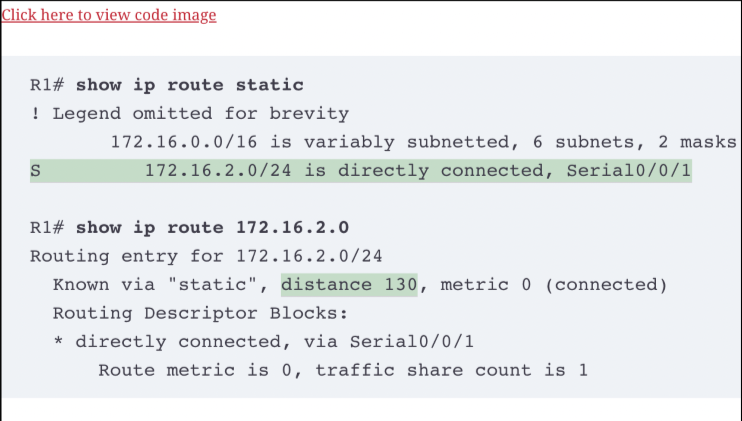 Click here to view code image
R1# show ip route static
! Legend omitted for brevity
172.16.0.0/16 is variably subnetted, 6 subnets, 2 masks
S 172.16.2.0/24 is directly connected, Serial0/0/1
R1# show ip route 172.16.2.0
Routing entry for 172.16.2.0/24
Known via "static", distance 130, metric 0 (connected)
Routing Descriptor Blocks:
* directly connected, via Serial0/0/1
Route metric is 0, traffic share count is 1